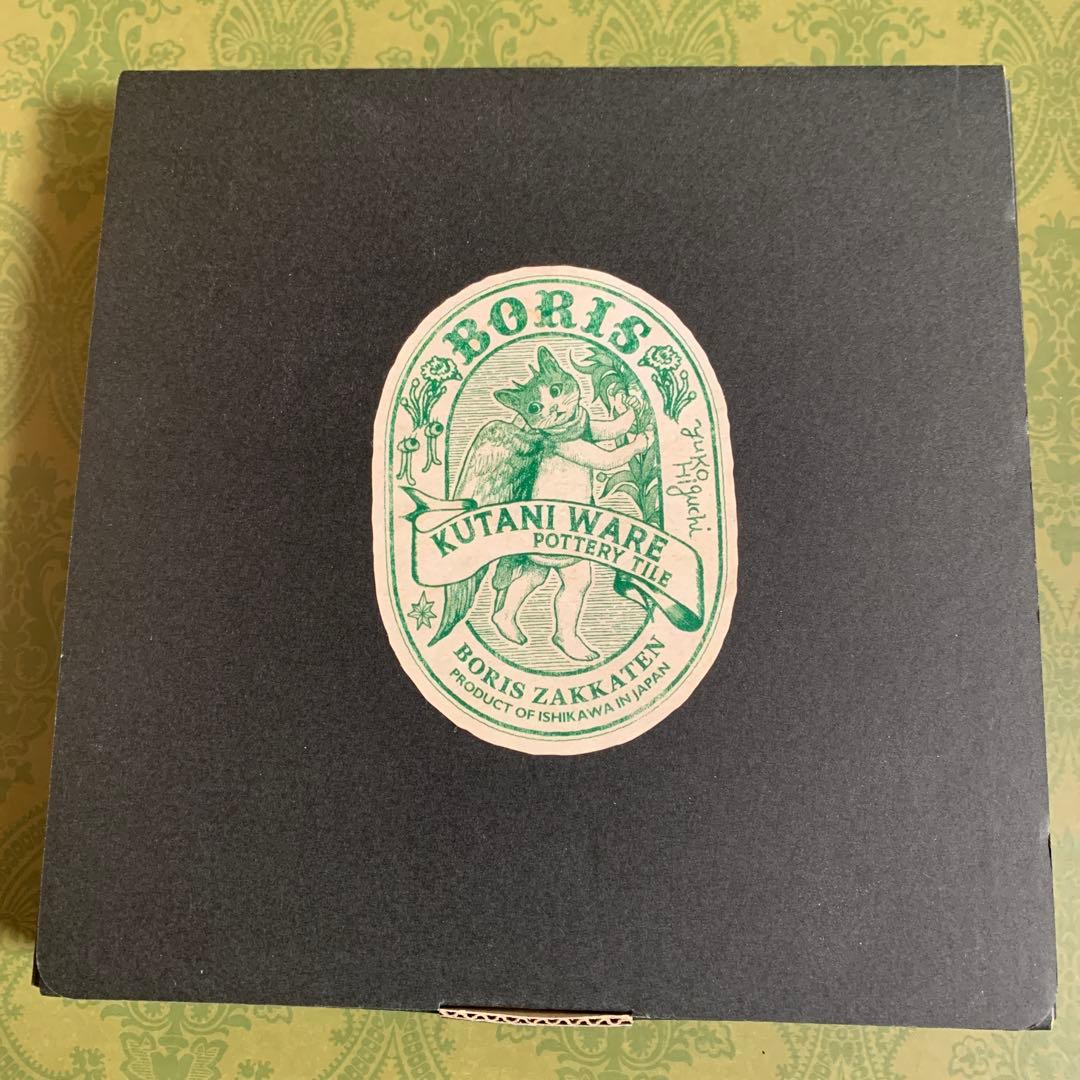 BORIS
yuko Higuchi
KUTANI WARE
POTTERY TILE
BORIS ZAKKATEN
PRODUCT OF ISHIKAWA IN JAPAN